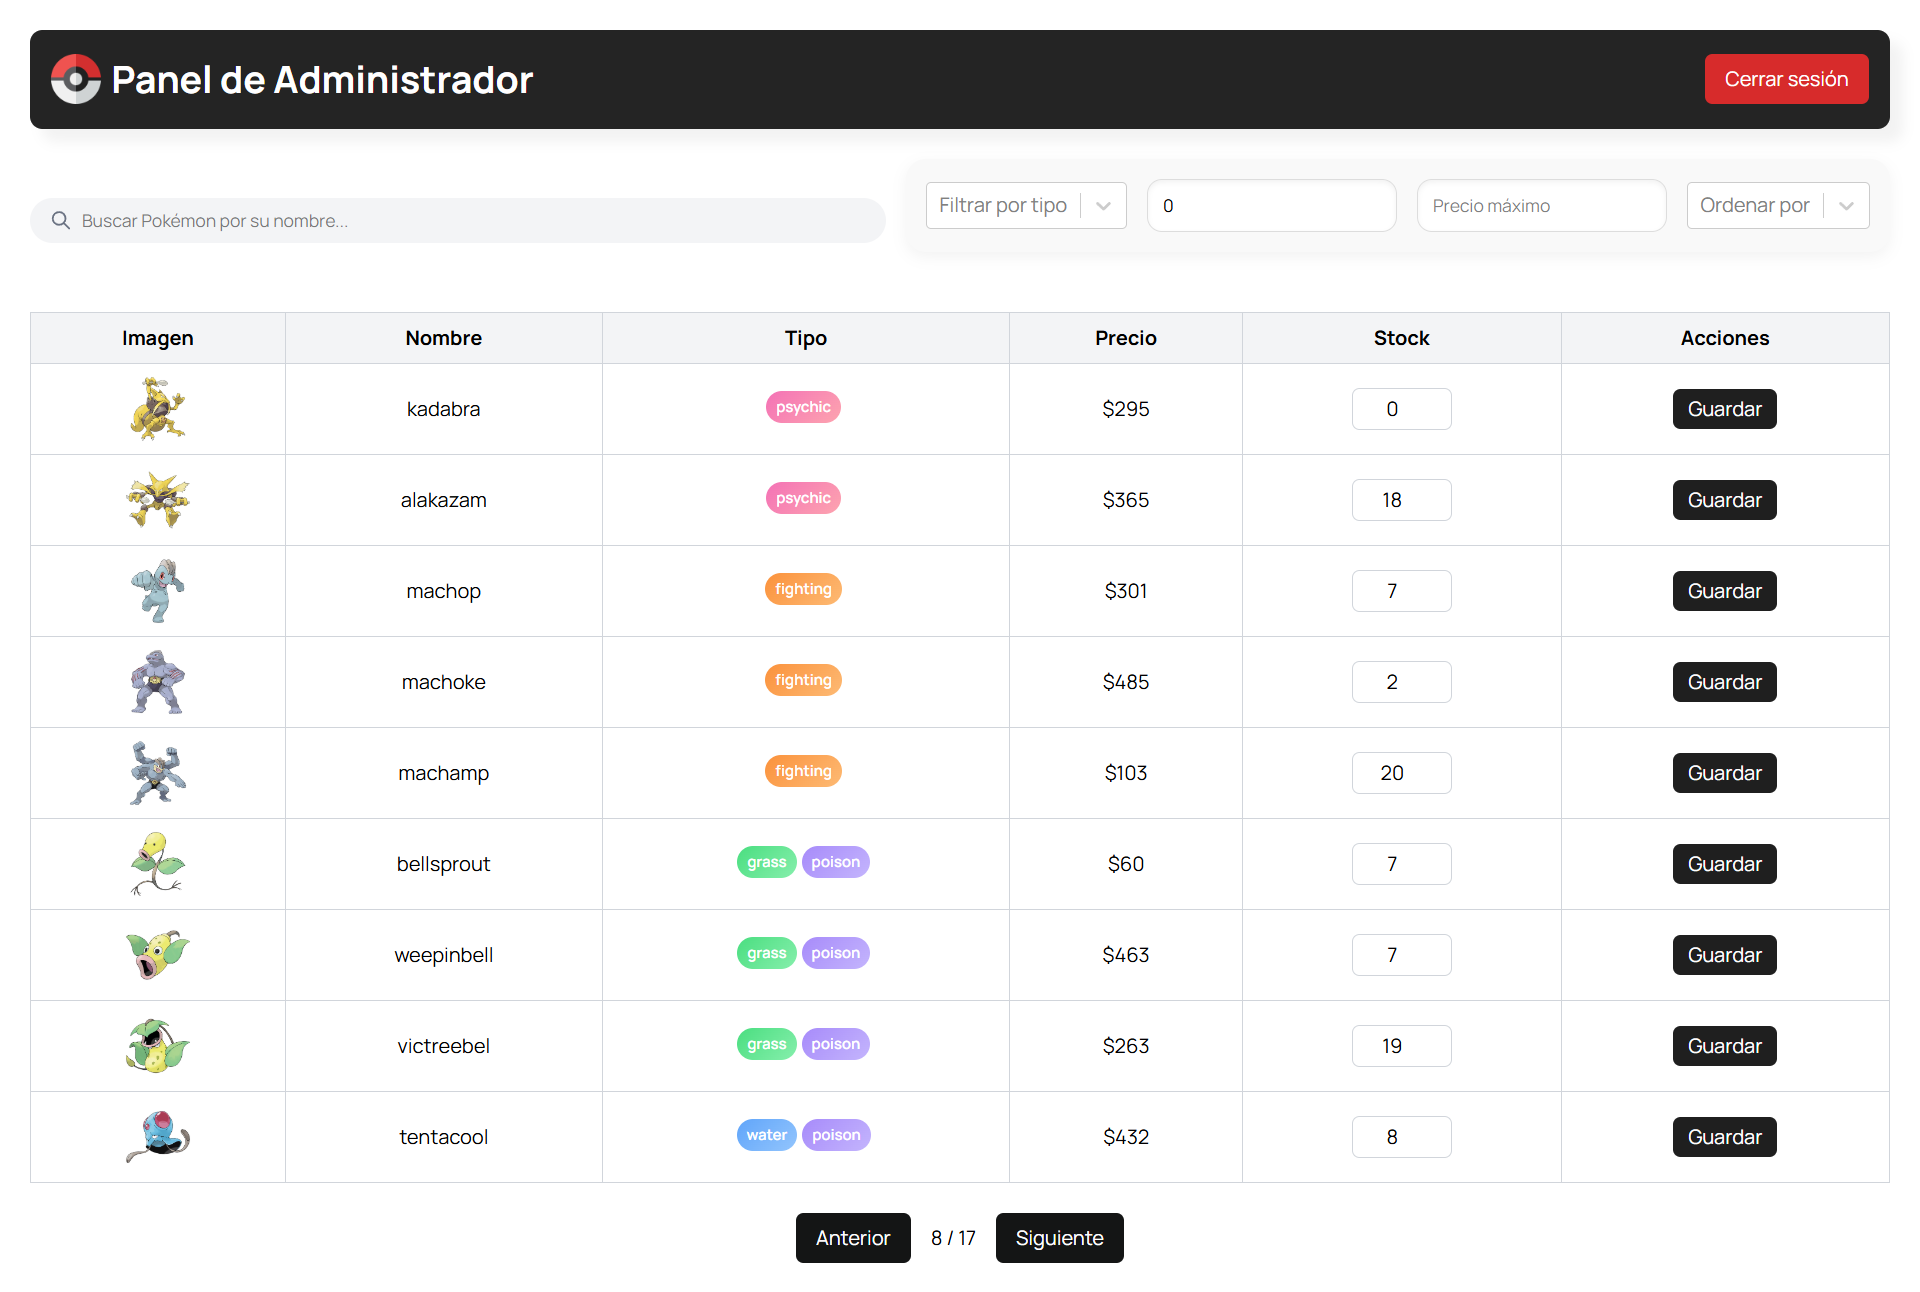 Panel de Administrador
Cerrar sesión
Buscar Pokémon por su nombre...
Filtrar por tipo
0
Precio máximo
Ordenar por
Imagen Nombre Tipo Precio Stock Acciones
kadabra psychic $295 0 Guardar
alakazam psychic $365 18 Guardar
machop fighting $301 7 Guardar
machoke fighting $485 2 Guardar
machamp fighting $103 20 Guardar
bellsprout grass poison $60 7 Guardar
weepinbell grass poison $463 7 Guardar
victreebel grass poison $263 19 Guardar
tentacool water poison $432 8 Guardar
Anterior 8 / 17 Siguiente